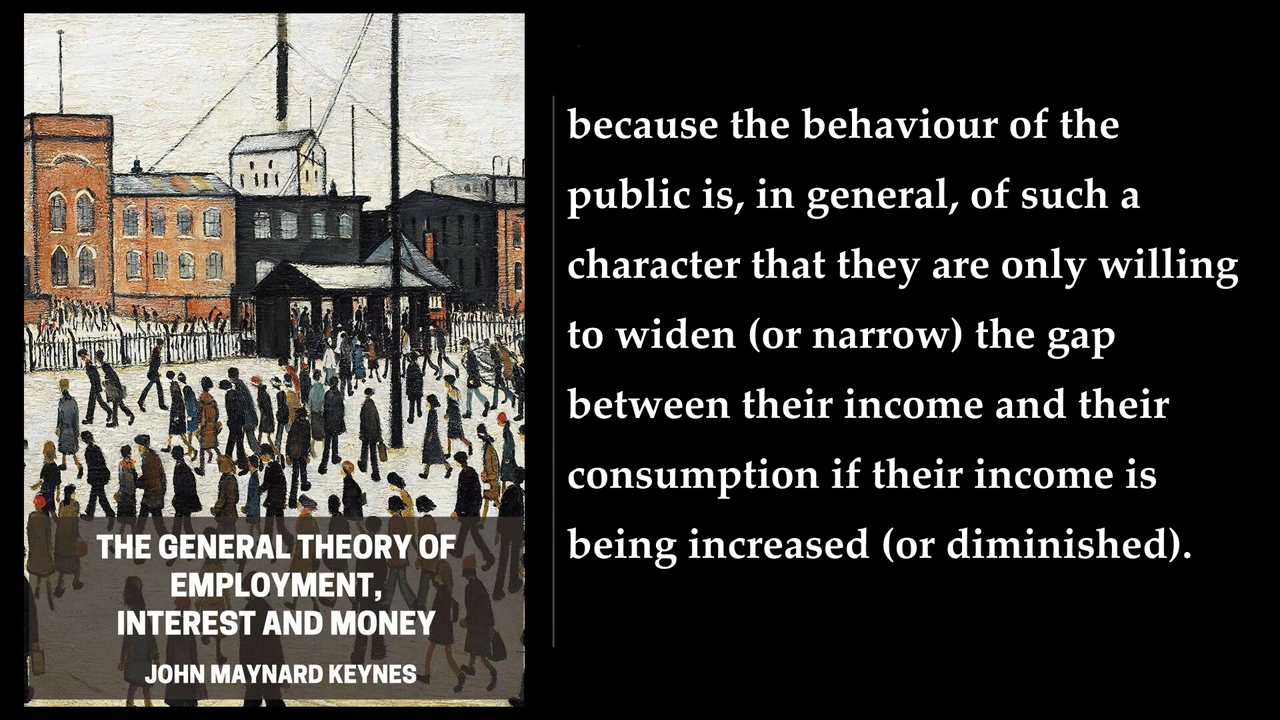 because the behaviour of the
public is, in general, of such a
character that they are only willing
to widen (or narrow) the gap
between their income and their
consumption if their income is
being increased (or diminished).
THE GENERAL THEORY OF
EMPLOYMENT,
INTEREST AND MONEY
JOHN MAYNARD KEYNES